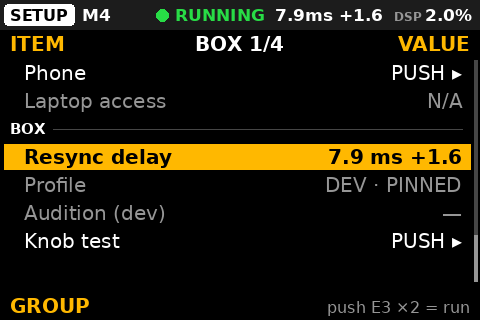 SETUP M4 RUNNING 7.9ms +1.6 DSP 2.0%
ITEM BOX 1/4 VALUE
Phone PUSH ▸
Laptop access N/A
BOX
Resync delay 7.9 ms +1.6
Profile DEV · PINNED
Audition (dev) —
Knob test PUSH ▸
GROUP push E3 ×2 = run